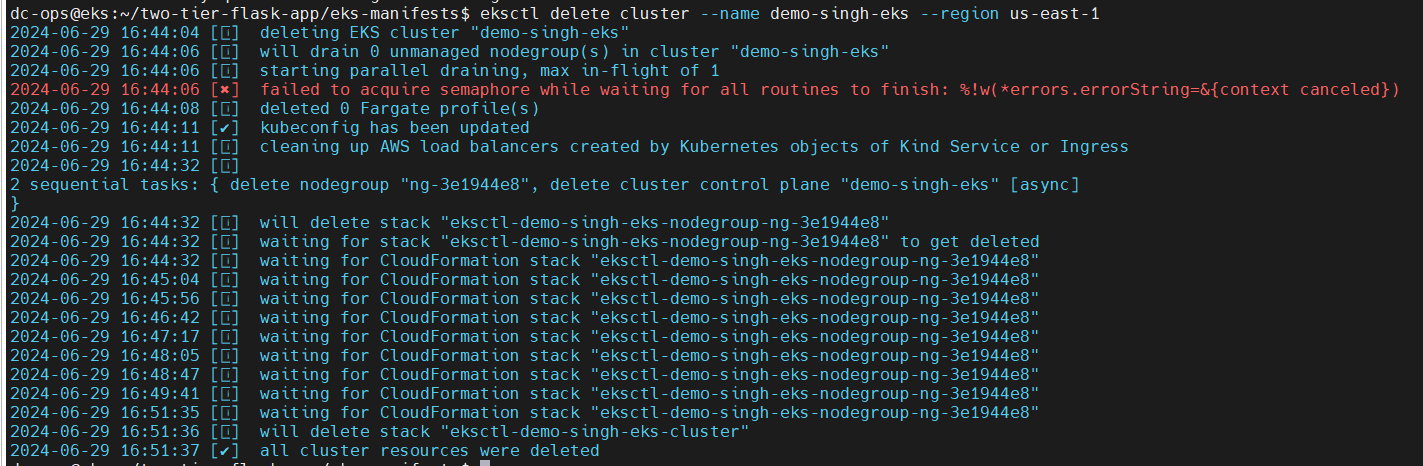 dc-ops@eks:~/two-tier-flask-app/eks-manifests$ eksctl delete cluster --name demo-singh-eks --region us-east-1
2024-06-29 16:44:04 [ℹ]  deleting EKS cluster "demo-singh-eks"
2024-06-29 16:44:06 [ℹ]  will drain 0 unmanaged nodegroup(s) in cluster "demo-singh-eks"
2024-06-29 16:44:06 [ℹ]  starting parallel draining, max in-flight of 1
2024-06-29 16:44:06 [✖]  failed to acquire semaphore while waiting for all routines to finish: %!w(*errors.errorString=&{context canceled})
2024-06-29 16:44:08 [ℹ]  deleted 0 Fargate profile(s)
2024-06-29 16:44:11 [✔]  kubeconfig has been updated
2024-06-29 16:44:11 [ℹ]  cleaning up AWS load balancers created by Kubernetes objects of Kind Service or Ingress
2024-06-29 16:44:32 [ℹ]
2 sequential tasks: { delete nodegroup "ng-3e1944e8", delete cluster control plane "demo-singh-eks" [async]
}
2024-06-29 16:44:32 [ℹ]  will delete stack "eksctl-demo-singh-eks-nodegroup-ng-3e1944e8"
2024-06-29 16:44:32 [ℹ]  waiting for stack "eksctl-demo-singh-eks-nodegroup-ng-3e1944e8" to get deleted
2024-06-29 16:44:32 [ℹ]  waiting for CloudFormation stack "eksctl-demo-singh-eks-nodegroup-ng-3e1944e8"
2024-06-29 16:45:04 [ℹ]  waiting for CloudFormation stack "eksctl-demo-singh-eks-nodegroup-ng-3e1944e8"
2024-06-29 16:45:56 [ℹ]  waiting for CloudFormation stack "eksctl-demo-singh-eks-nodegroup-ng-3e1944e8"
2024-06-29 16:46:42 [ℹ]  waiting for CloudFormation stack "eksctl-demo-singh-eks-nodegroup-ng-3e1944e8"
2024-06-29 16:47:17 [ℹ]  waiting for CloudFormation stack "eksctl-demo-singh-eks-nodegroup-ng-3e1944e8"
2024-06-29 16:48:05 [ℹ]  waiting for CloudFormation stack "eksctl-demo-singh-eks-nodegroup-ng-3e1944e8"
2024-06-29 16:48:47 [ℹ]  waiting for CloudFormation stack "eksctl-demo-singh-eks-nodegroup-ng-3e1944e8"
2024-06-29 16:49:41 [ℹ]  waiting for CloudFormation stack "eksctl-demo-singh-eks-nodegroup-ng-3e1944e8"
2024-06-29 16:51:35 [ℹ]  waiting for CloudFormation stack "eksctl-demo-singh-eks-nodegroup-ng-3e1944e8"
2024-06-29 16:51:36 [ℹ]  will delete stack "eksctl-demo-singh-eks-cluster"
2024-06-29 16:51:37 [✔]  all cluster resources were deleted